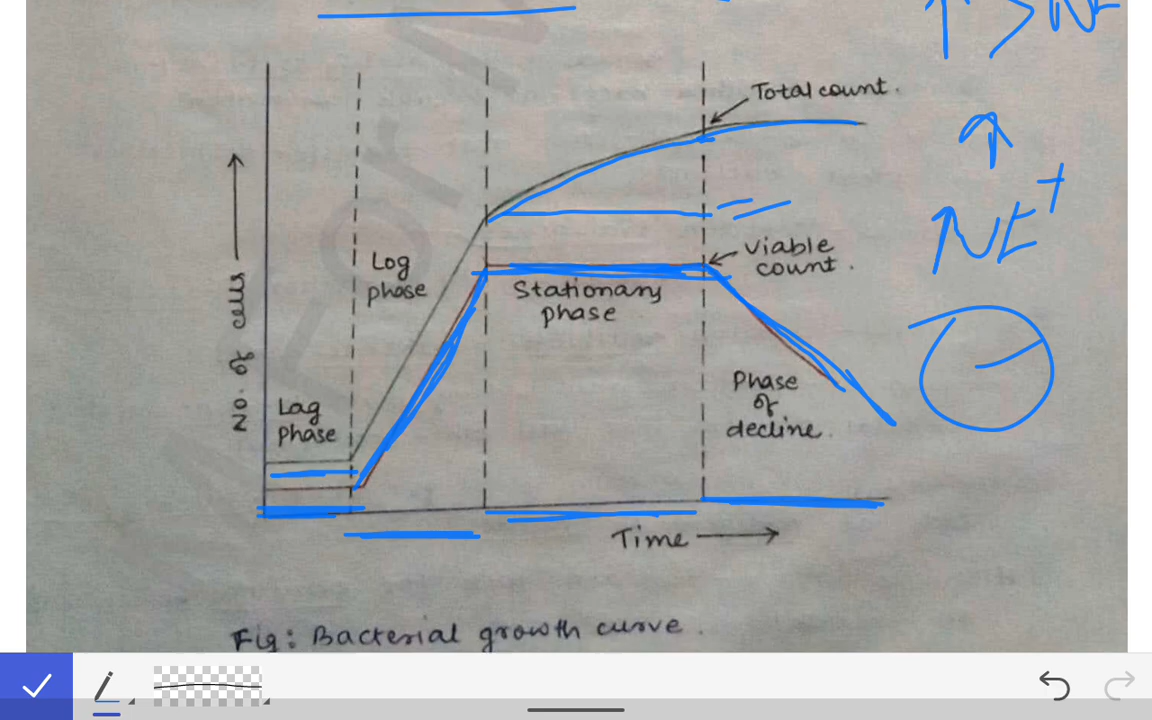 Total count.
Log
phase
Viable
count.
Stationary
phase
No. of cells
Lag
phase
Phase
of
decline.
Time
Fig: Bacterial growth curve.